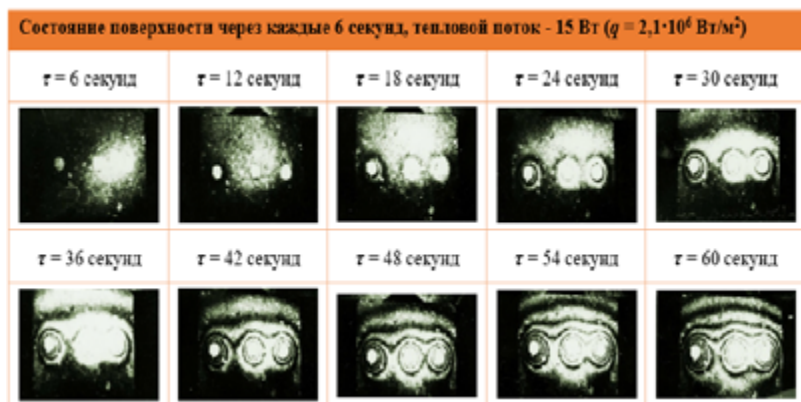 Состояние поверхности через каждые 6 секунд, тепловой поток - 15 Вт (q = 2,1·10⁶ Вт/м²)
τ = 6 секунд τ = 12 секунд τ = 18 секунд τ = 24 секунд τ = 30 секунд
τ = 36 секунд τ = 42 секунд τ = 48 секунд τ = 54 секунд τ = 60 секунд